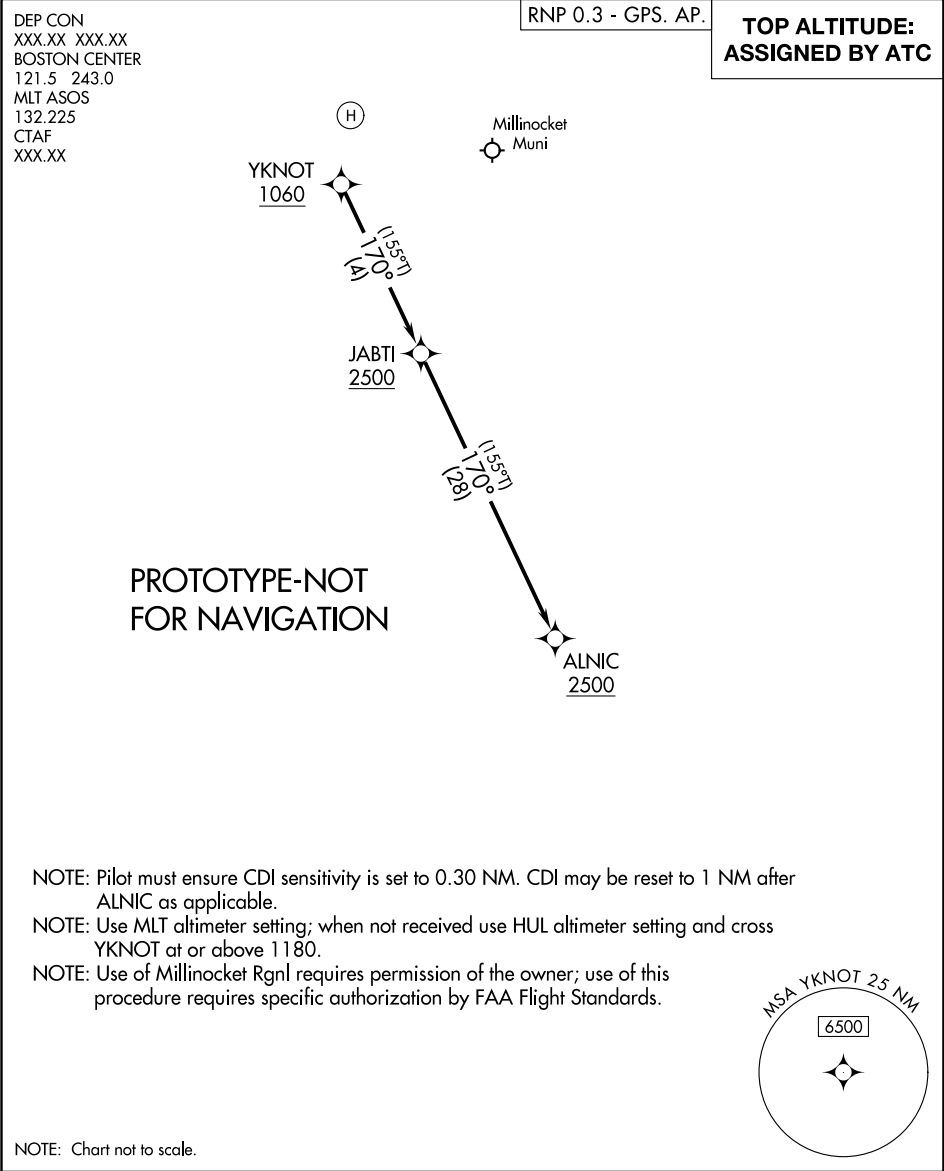 DEP CON
XXX.XX XXX.XX
BOSTON CENTER
121.5 243.0
MLT ASOS
132.225
CTAF
XXX.XX
RNP 0.3 - GPS. AP.
TOP ALTITUDE:
ASSIGNED BY ATC
H
Millinocket
Muni
YKNOT
1060
(155°T)
170°
(4)
JABTI
2500
(155°T)
170°
(28)
PROTOTYPE-NOT
FOR NAVIGATION
ALNIC
2500
NOTE: Pilot must ensure CDI sensitivity is set to 0.30 NM. CDI may be reset to 1 NM after
ALNIC as applicable.
NOTE: Use MLT altimeter setting; when not received use HUL altimeter setting and cross
YKNOT at or above 1180.
NOTE: Use of Millinocket Rgnl requires permission of the owner; use of this
procedure requires specific authorization by FAA Flight Standards.
MSA YKNOT 25 NM
6500
NOTE: Chart not to scale.